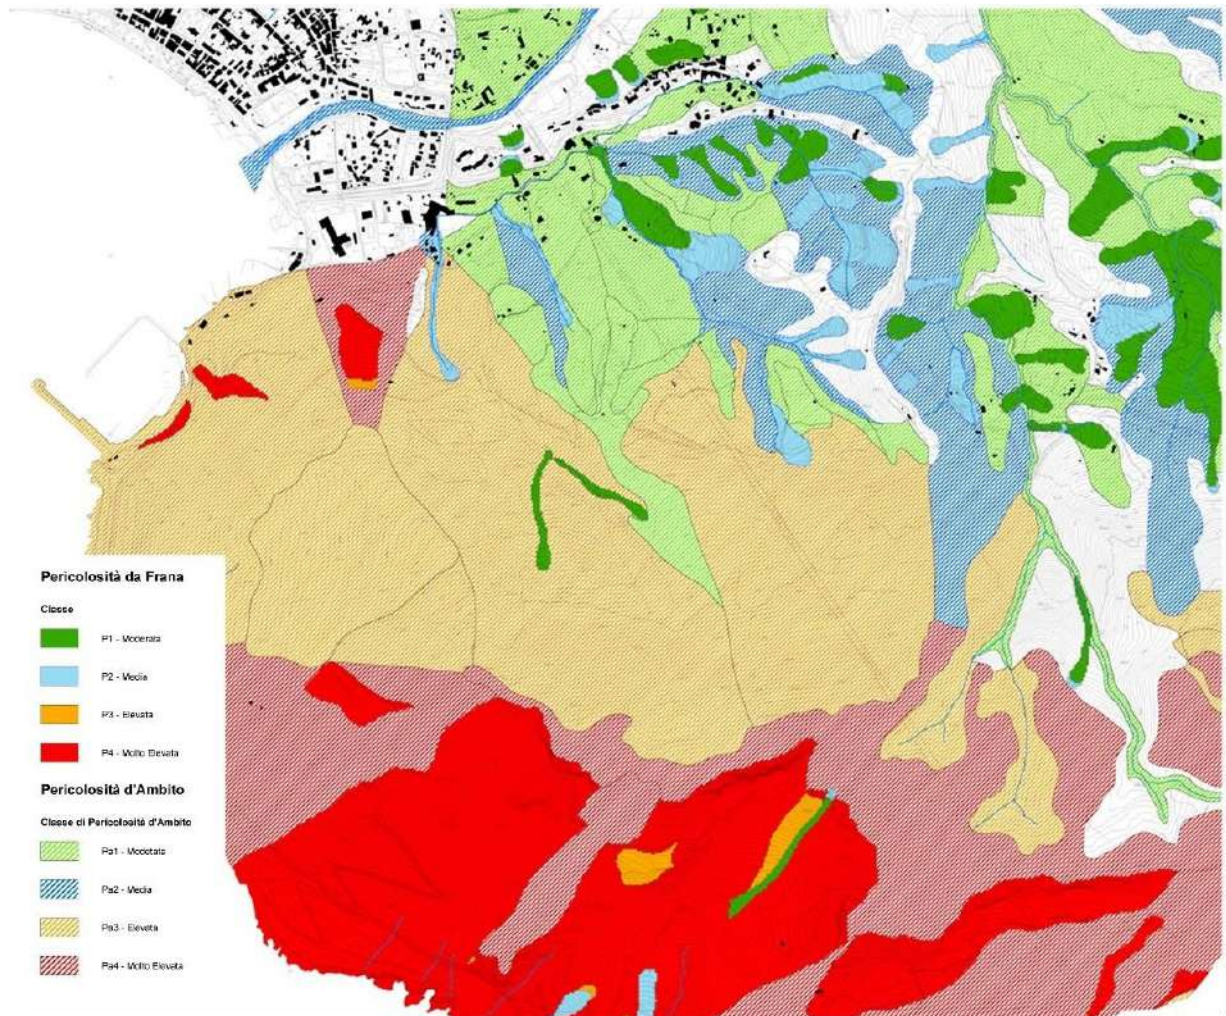 Pericolosità da Frana
Classe
P1 - Moderata
P2 - Media
P3 - Elevata
P4 - Molto Elevata
Pericolosità d'Ambito
Classe di Pericolosità d'Ambito
Pa1 - Modetata
Pa2 - Media
Pa3 - Elevata
Pa4 - Molto Elevata